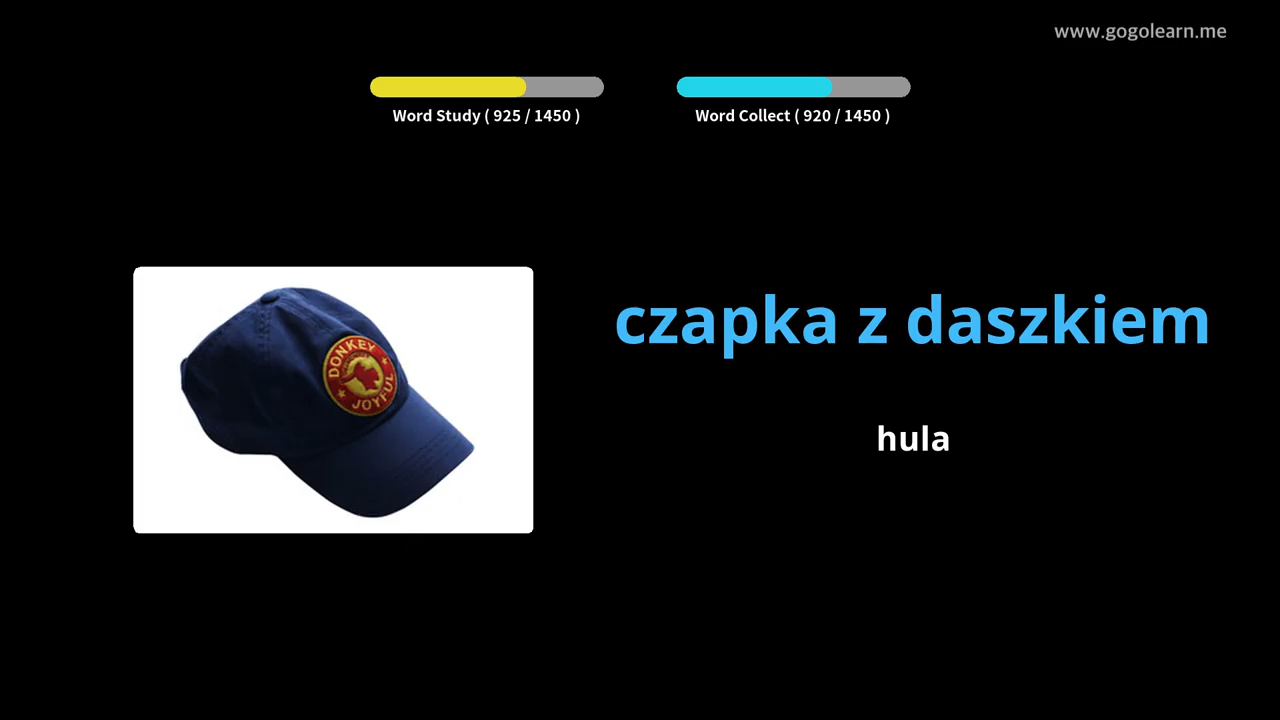 www.gogolearn.me
Word Study ( 925 / 1450 )
Word Collect ( 920 / 1450 )
czapka z daszkiem
hula
DONKEY
JOYFUL